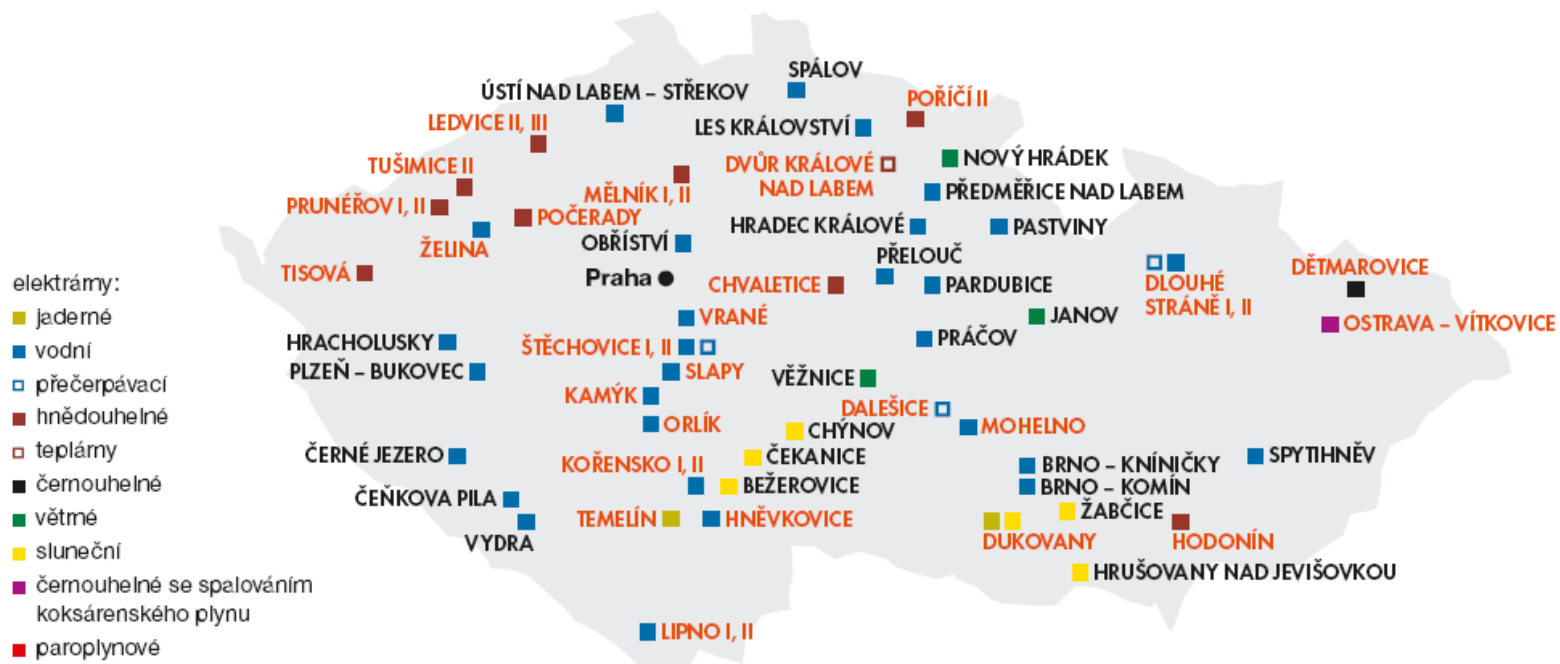 SPÁLOV
ÚSTÍ NAD LABEM – STŘEKOV
POŘÍČÍ II
LEDVICE II, III
LES KRÁLOVSTVÍ
TUŠIMICE II
DVŮR KRÁLOVÉ
NAD LABEM
NOVÝ HRÁDEK
MĚLNÍK I, II
PŘEDMĚŘICE NAD LABEM
PRUNÉŘOV I, II
POČERADY
HRADEC KRÁLOVÉ
PASTVINY
ŽELINA
OBŘÍSTVÍ
PŘELOUČ
TISOVÁ
Praha
CHVALETICE
PARDUBICE
DLOUHÉ
STRÁNĚ I, II
DĚTMAROVICE
VRANÉ
JANOV
OSTRAVA – VÍTKOVICE
HRACHOLUSKY
ŠTĚCHOVICE I, II
PRÁČOV
PLZEŇ – BUKOVEC
SLAPY
VĚŽNICE
KAMÝK
DALEŠICE
ORLÍK
CHÝNOV
MOHELNO
ČERNÉ JEZERO
KOŘENSKO I, II
ČEKANICE
BRNO – KNÍNIČKY
SPYTIHNĚV
ČEŇKOVA PILA
BEŽEROVICE
BRNO – KOMÍN
TEMELÍN
HNĚVKOVICE
ŽABČICE
VYDRA
DUKOVANY
HODONÍN
HRUŠOVANY NAD JEVIŠOVKOU
LIPNO I, II
elektrárny:
jaderné
vodní
přečerpávací
hnědouhelné
teplárny
černouhelné
větrné
sluneční
černouhelné se spalováním
koksárenského plynu
paroplynové